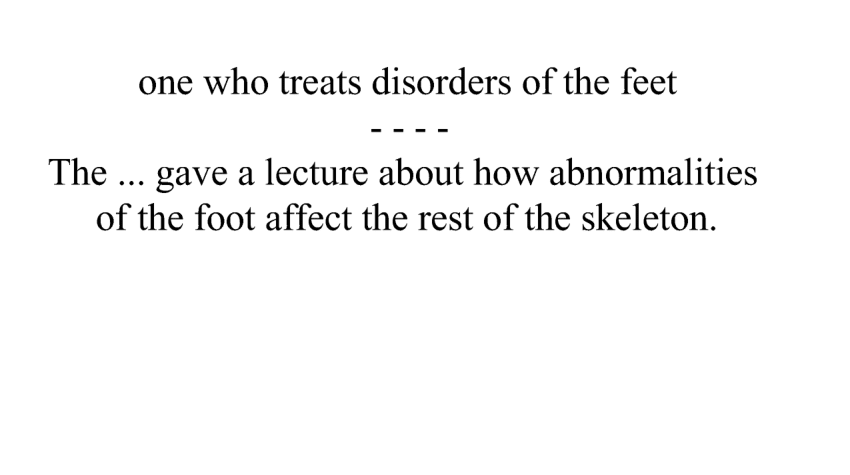 one who treats disorders of the feet
- - - -
The ... gave a lecture about how abnormalities
of the foot affect the rest of the skeleton.